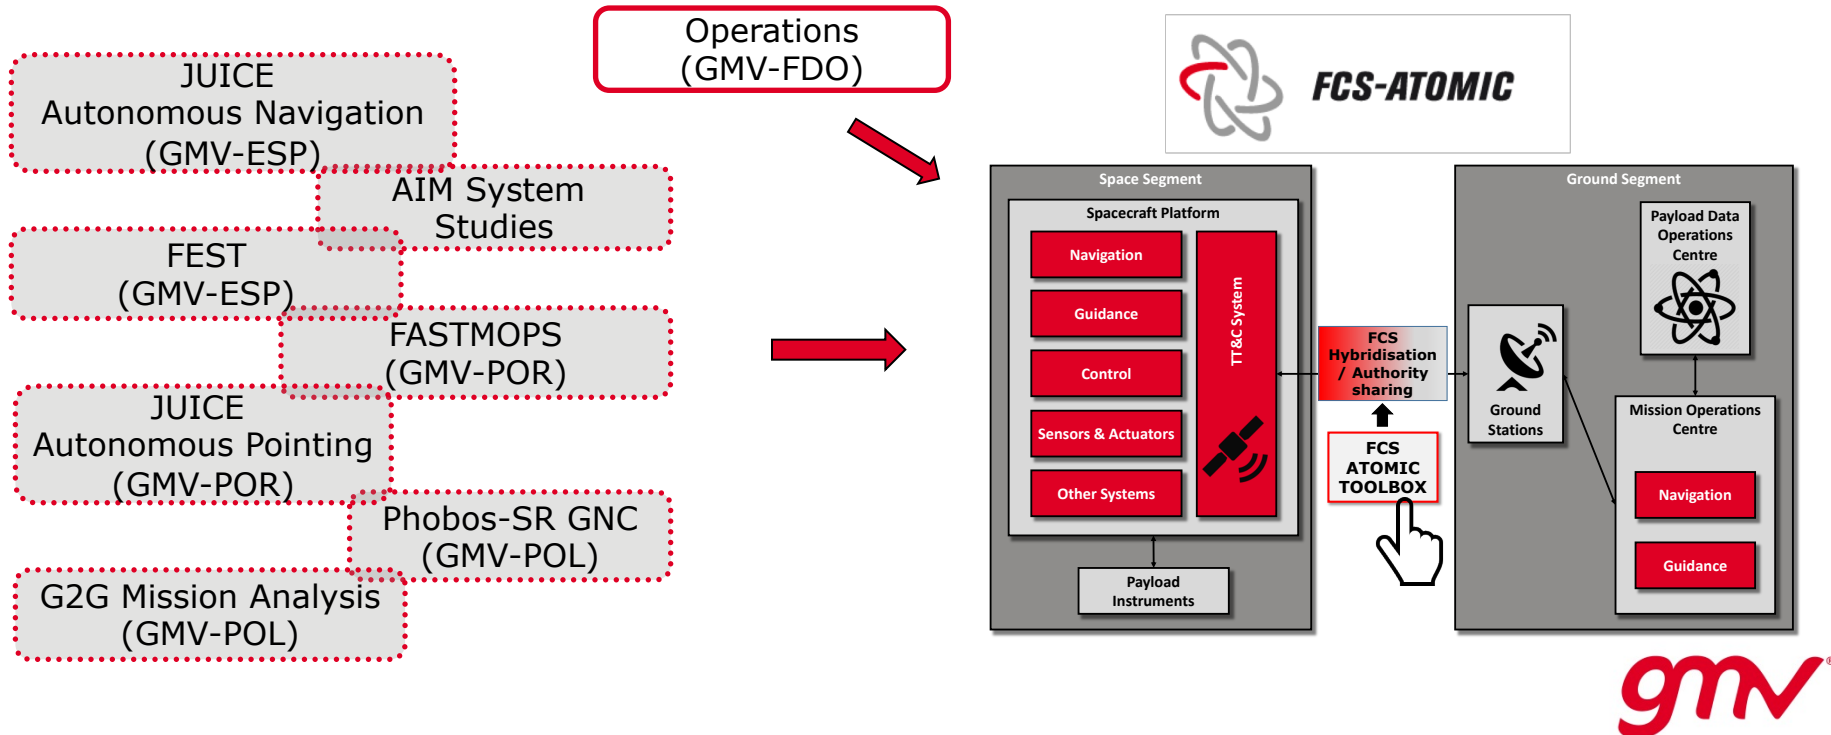 Operations
(GMV-FDO)
JUICE
Autonomous Navigation
(GMV-ESP)
AIM System
Studies
FEST
(GMV-ESP)
FASTMOPS
(GMV-POR)
JUICE
Autonomous Pointing
(GMV-POR)
Phobos-SR GNC
(GMV-POL)
G2G Mission Analysis
(GMV-POL)
FCS-ATOMIC
Space Segment
Spacecraft Platform
Navigation
Guidance
Control
Sensors & Actuators
Other Systems
TT&C System
Payload
Instruments
FCS
Hybridisation
/ Authority
sharing
FCS
ATOMIC
TOOLBOX
Ground Segment
Payload Data
Operations
Centre
Ground
Stations
Mission Operations
Centre
Navigation
Guidance
gmv®